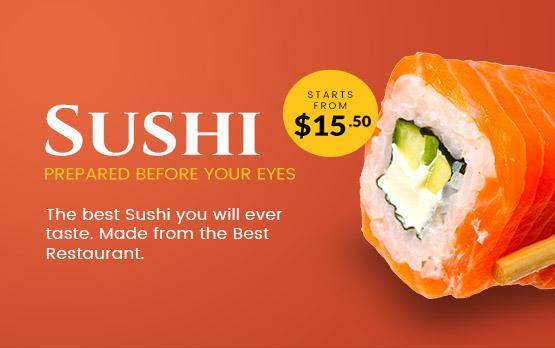 STARTS
FROM
$15.50
SUSHI
PREPARED BEFORE YOUR EYES
The best Sushi you will ever
taste. Made from the Best
Restaurant.